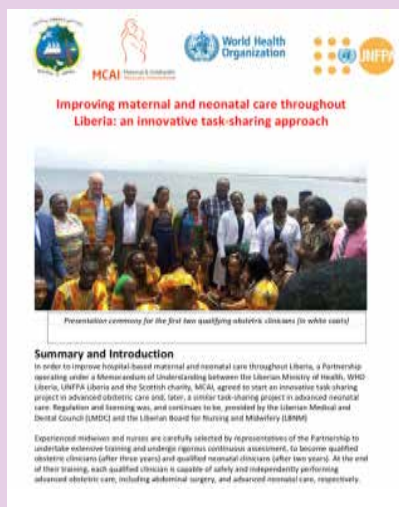 MCAI
Maternal & Childhealth
Advocacy International
World Health
Organization
UNFPA
Improving maternal and neonatal care throughout
Liberia: an innovative task-sharing approach
Presentation ceremony for the first two qualifying obstetric clinicians (in white coats)
Summary and Introduction
In order to improve hospital-based maternal and neonatal care throughout Liberia, a Partnership
operating under a Memorandum of Understanding between the Liberian Ministry of Health, WHO
Liberia, UNFPA Liberia and the Scottish charity, MCAI, agreed to start an innovative task-sharing
project in advanced obstetric care and, later, a similar task-sharing project in advanced neonatal
care. Regulation and licensing was, and continues to be, provided by the Liberian Medical and
Dental Council (LMDC) and the Liberian Board for Nursing and Midwifery (LBNM)
Experienced midwives and nurses are carefully selected by representatives of the Partnership to
undertake extensive training and undergo rigorous continuous assessment, to become qualified
obstetric clinicians (after three years) and qualified neonatal clinicians (after two years). At the end
of their training, each qualified clinician is capable of safely and independently performing
advanced obstetric care, including abdominal surgery, and advanced neonatal care, respectively.